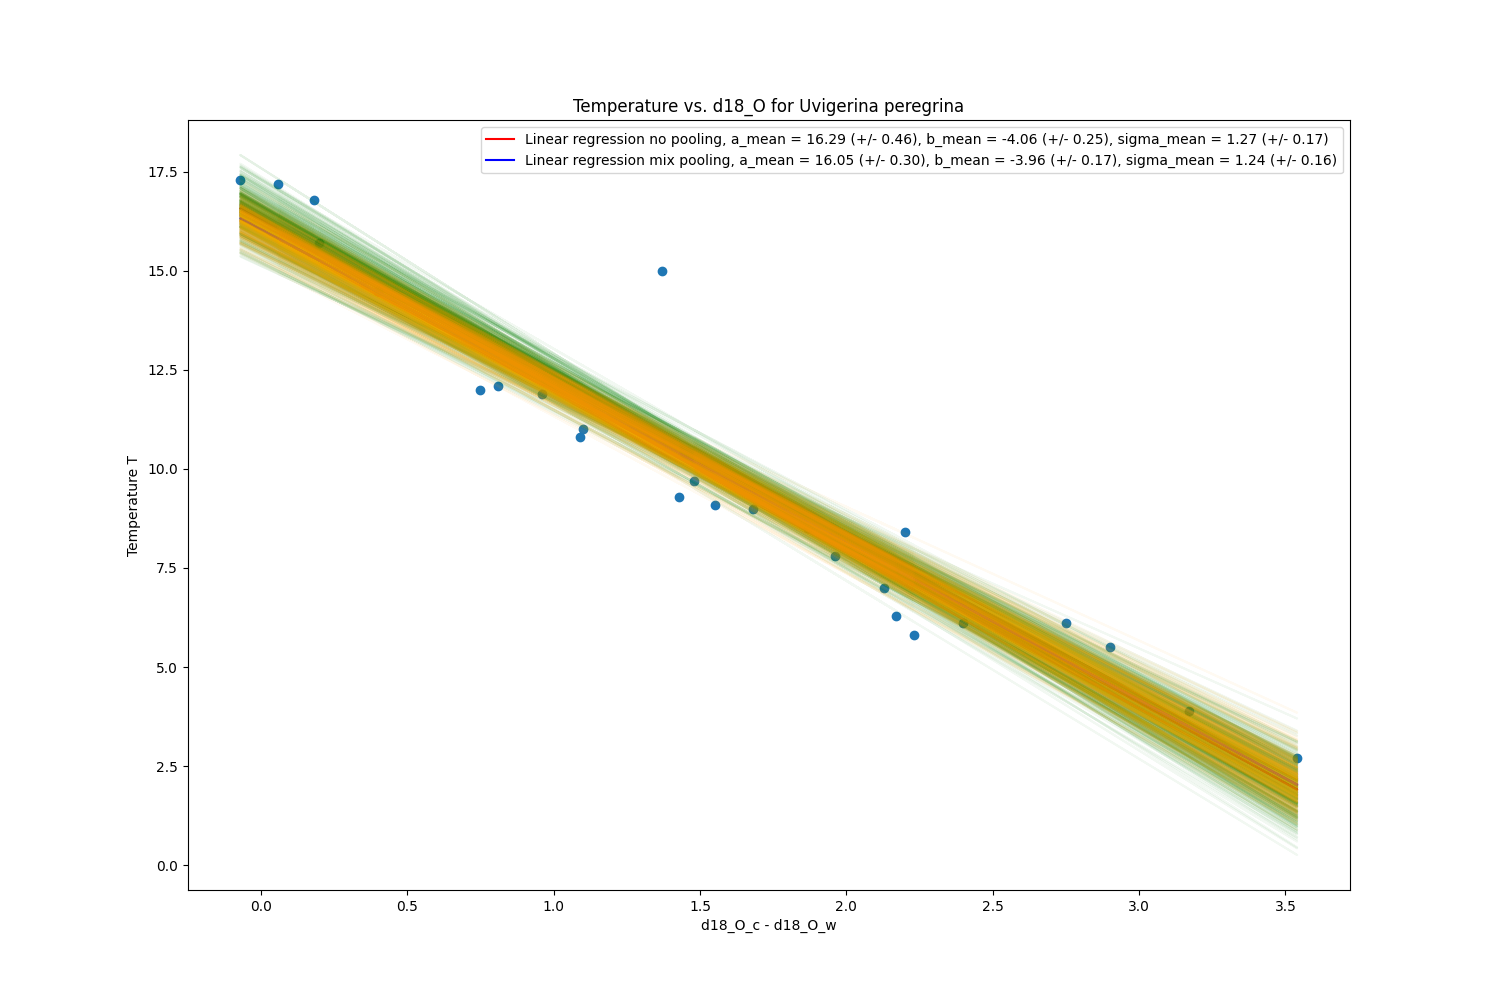 Temperature vs. d18_O for Uvigerina peregrina
Linear regression no pooling, a_mean = 16.29 (+/- 0.46), b_mean = -4.06 (+/- 0.25), sigma_mean = 1.27 (+/- 0.17)
Linear regression mix pooling, a_mean = 16.05 (+/- 0.30), b_mean = -3.96 (+/- 0.17), sigma_mean = 1.24 (+/- 0.16)
17.5
15.0
12.5
10.0
7.5
5.0
2.5
0.0
Temperature T
0.0 0.5 1.0 1.5 2.0 2.5 3.0 3.5
d18_O_c - d18_O_w